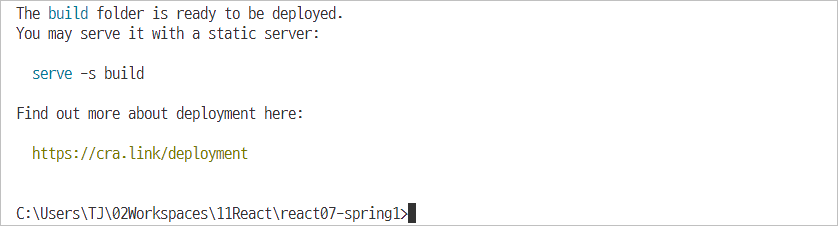 The build folder is ready to be deployed.
You may serve it with a static server:
serve -s build
Find out more about deployment here:
https://cra.link/deployment
C:\Users\TJ\02Workspaces\11React\react07-spring1>